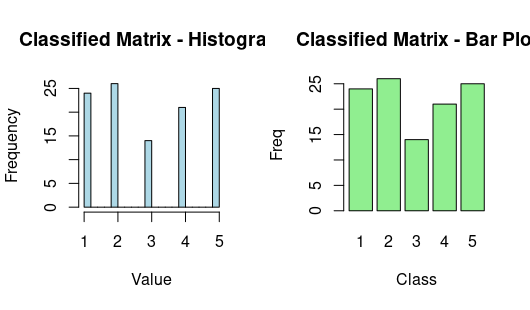 Classified Matrix - Histogra
Frequency
25
15
5
0
1 2 3 4 5
Value
Classified Matrix - Bar Plo
Freq
25
15
5
0
1 2 3 4 5
Class